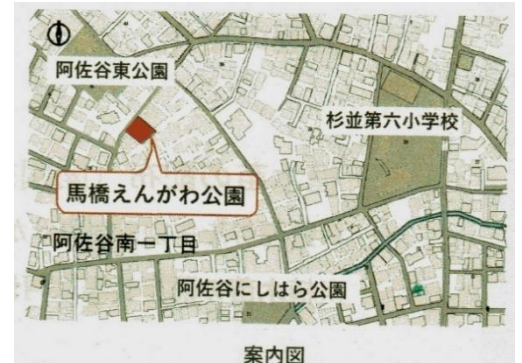 阿佐谷東公園
杉並第六小学校
馬橋えんがわ公園
阿佐谷南一丁目
阿佐谷にしはら公園
案内図